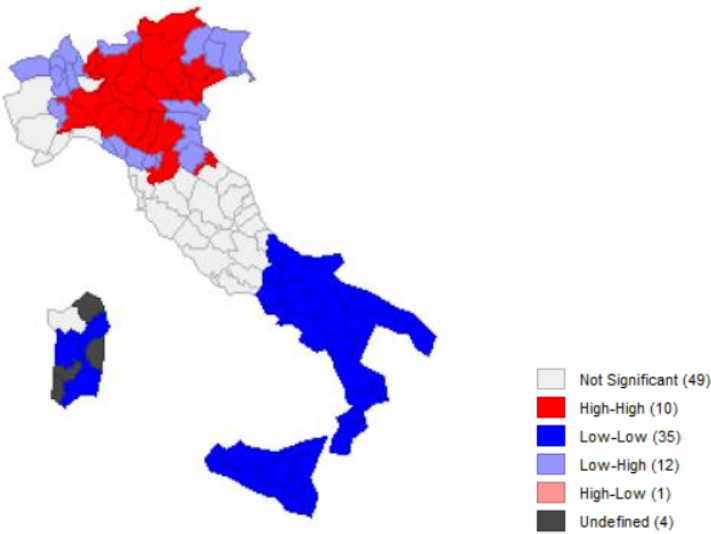 Not Significant (49)
High-High (10)
Low-Low (35)
Low-High (12)
High-Low (1)
Undefined (4)